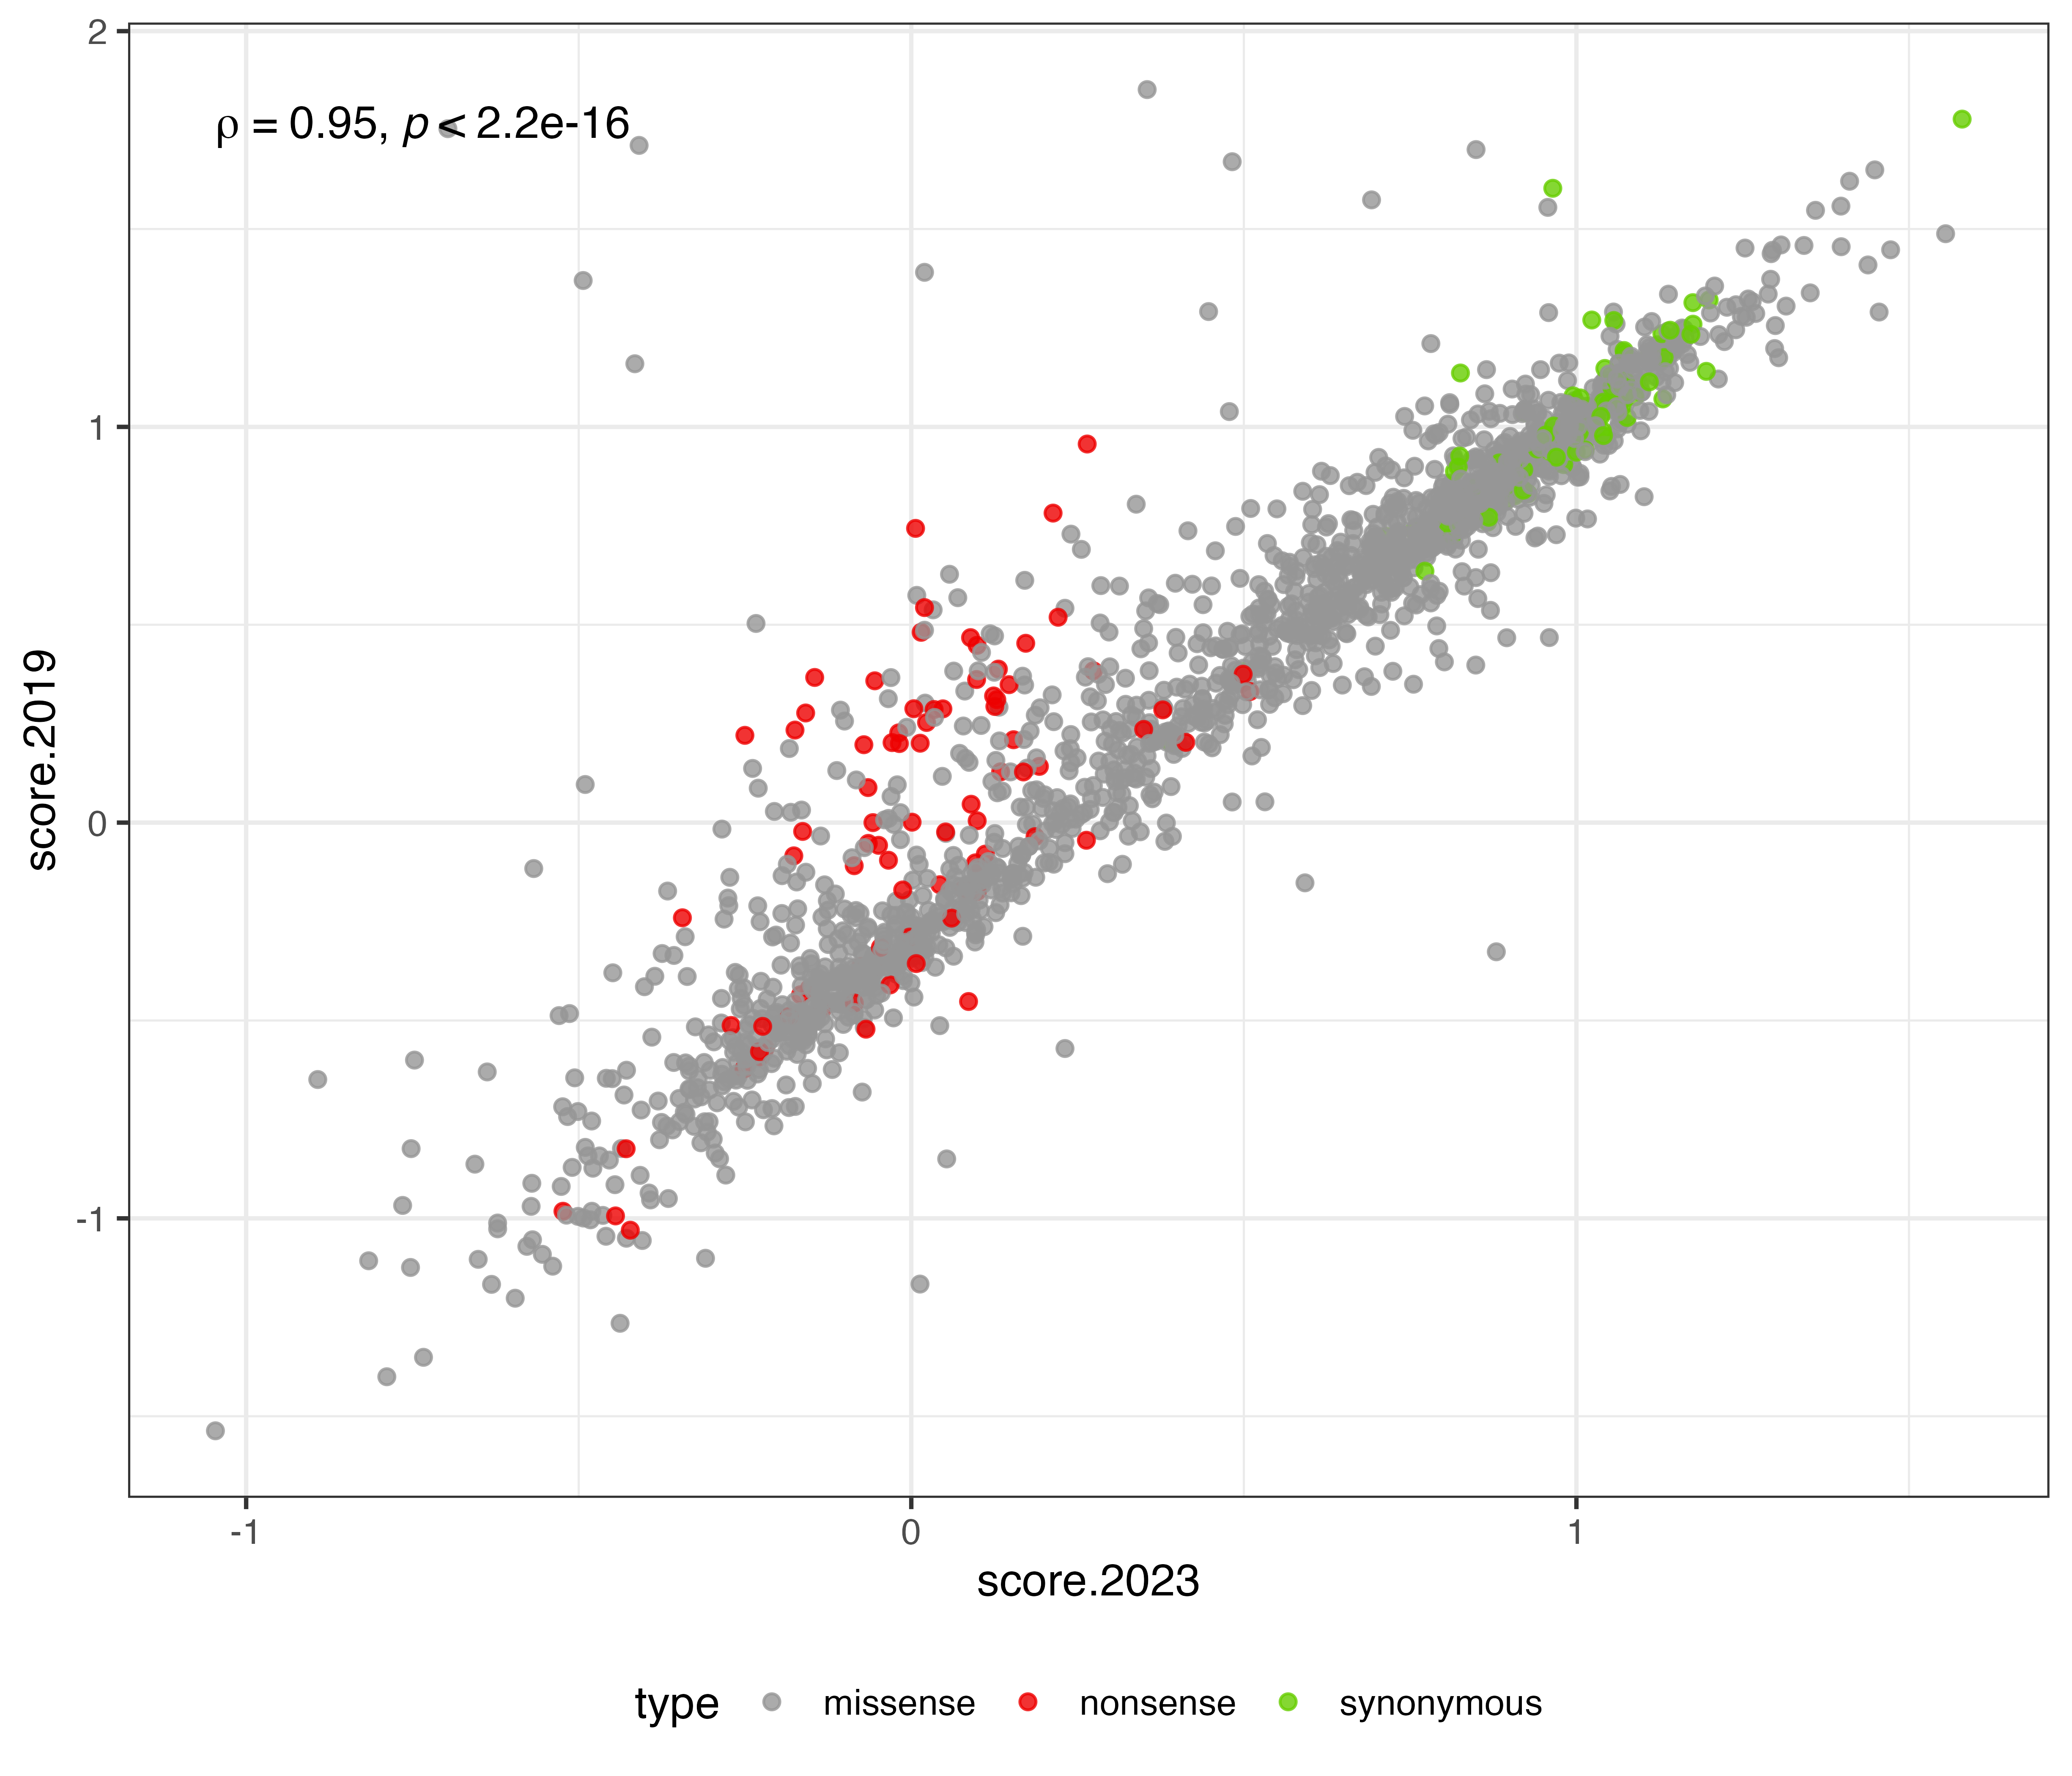 2
ρ = 0.95, p < 2.2e-16
1
0
-1
score.2019
-1 0 1
score.2023
type missense nonsense synonymous